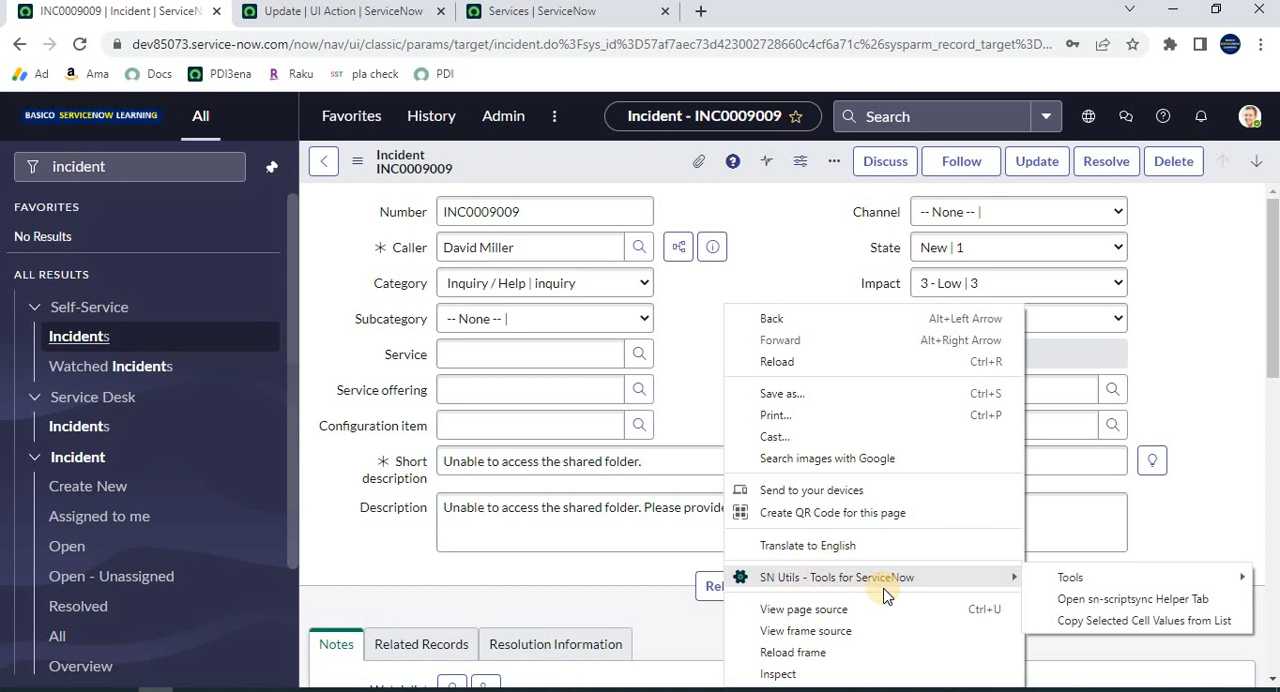 INC0009009 | Incident | ServiceN
Update | UI Action | ServiceNow
Services | ServiceNow
dev85073.service-now.com/now/nav/ui/classic/params/target/incident.do%3Fsys_id%3D57af7aec73d423002728660c4cf6a71c%26sysparm_record_target%3D...
Ad
Ama
Docs
PDI3ena
Raku
SST
pla check
PDI
BASICO SERVICENOW LEARNING
All
Favorites
History
Admin
Incident - INC0009009
Search
incident
FAVORITES
No Results
ALL RESULTS
Self-Service
Incidents
Watched Incidents
Service Desk
Incidents
Incident
Create New
Assigned to me
Open
Open - Unassigned
Resolved
All
Overview
Incident
INC0009009
Discuss
Follow
Update
Resolve
Delete
Number INC0009009
Channel -- None -- |
Caller David Miller
State New | 1
Category Inquiry / Help | inquiry
Impact 3 - Low | 3
Subcategory -- None -- |
Service
Service offering
Configuration item
Short description Unable to access the shared folder.
Description Unable to access the shared folder. Please provide
Back Alt+Left Arrow
Forward Alt+Right Arrow
Reload Ctrl+R
Save as... Ctrl+S
Print... Ctrl+P
Cast...
Search images with Google
Send to your devices
Create QR Code for this page
Translate to English
SN Utils - Tools for ServiceNow
View page source Ctrl+U
View frame source
Reload frame
Inspect
Tools
Open sn-scriptsync Helper Tab
Copy Selected Cell Values from List
Notes
Related Records
Resolution Information